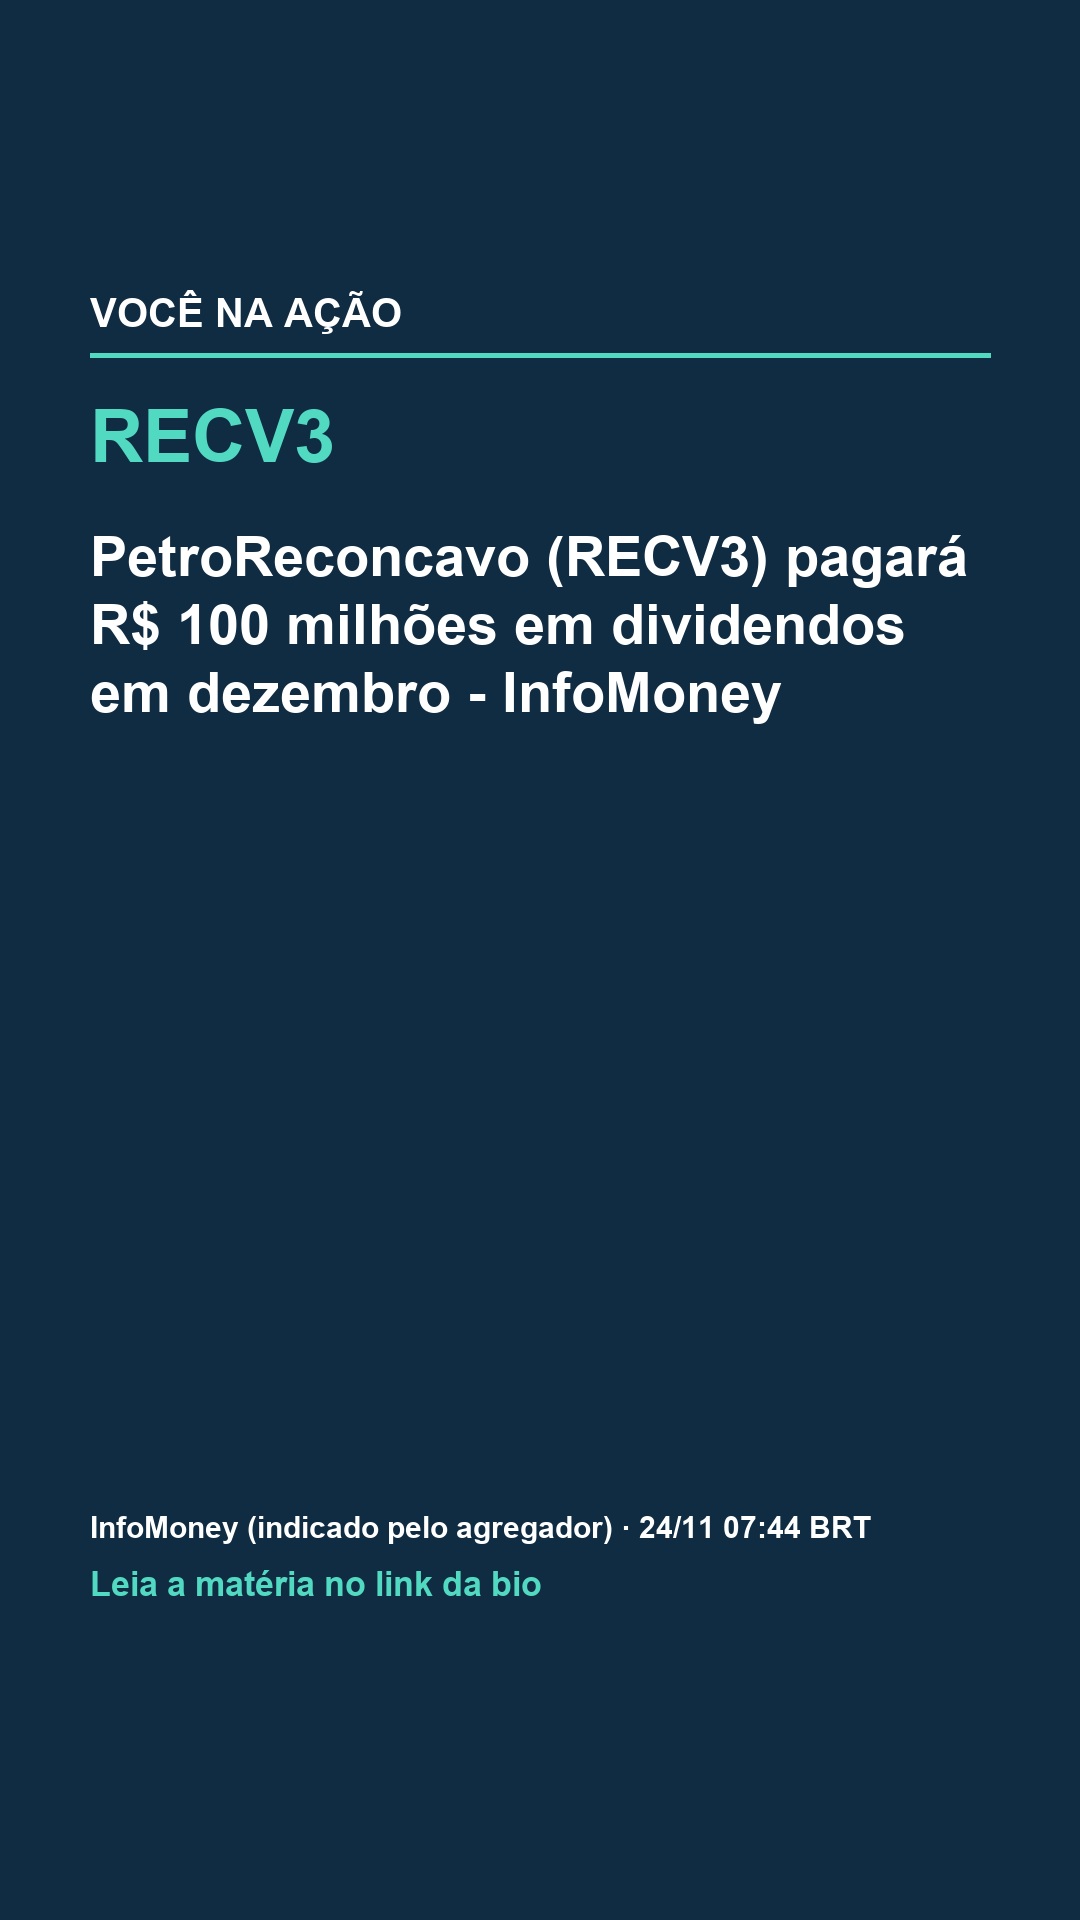 VOCÊ NA AÇÃO
RECV3
PetroReconcavo (RECV3) pagará
R$ 100 milhões em dividendos
em dezembro - InfoMoney
InfoMoney (indicado pelo agregador) · 24/11 07:44 BRT
Leia a matéria no link da bio